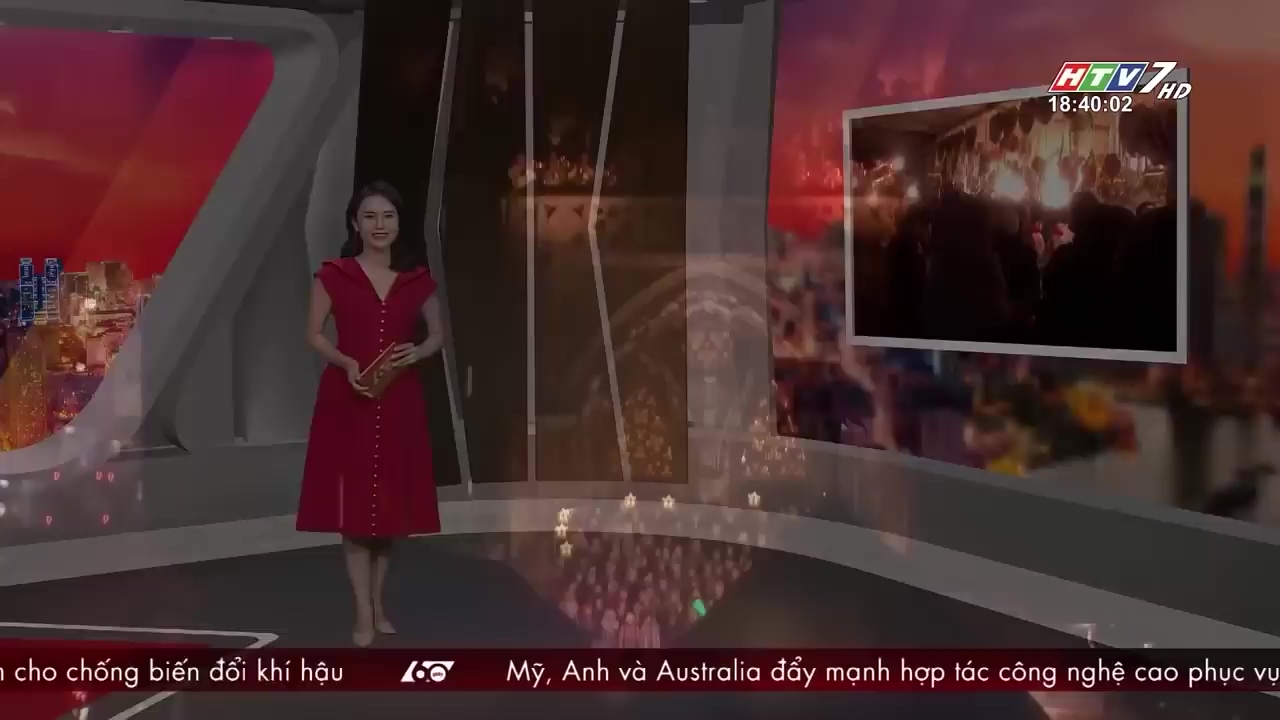 HTV7
HD
18:40:02
cho chống biến đổi khí hậu
60
Mỹ, Anh và Australia đẩy mạnh hợp tác công nghệ cao phục vụ